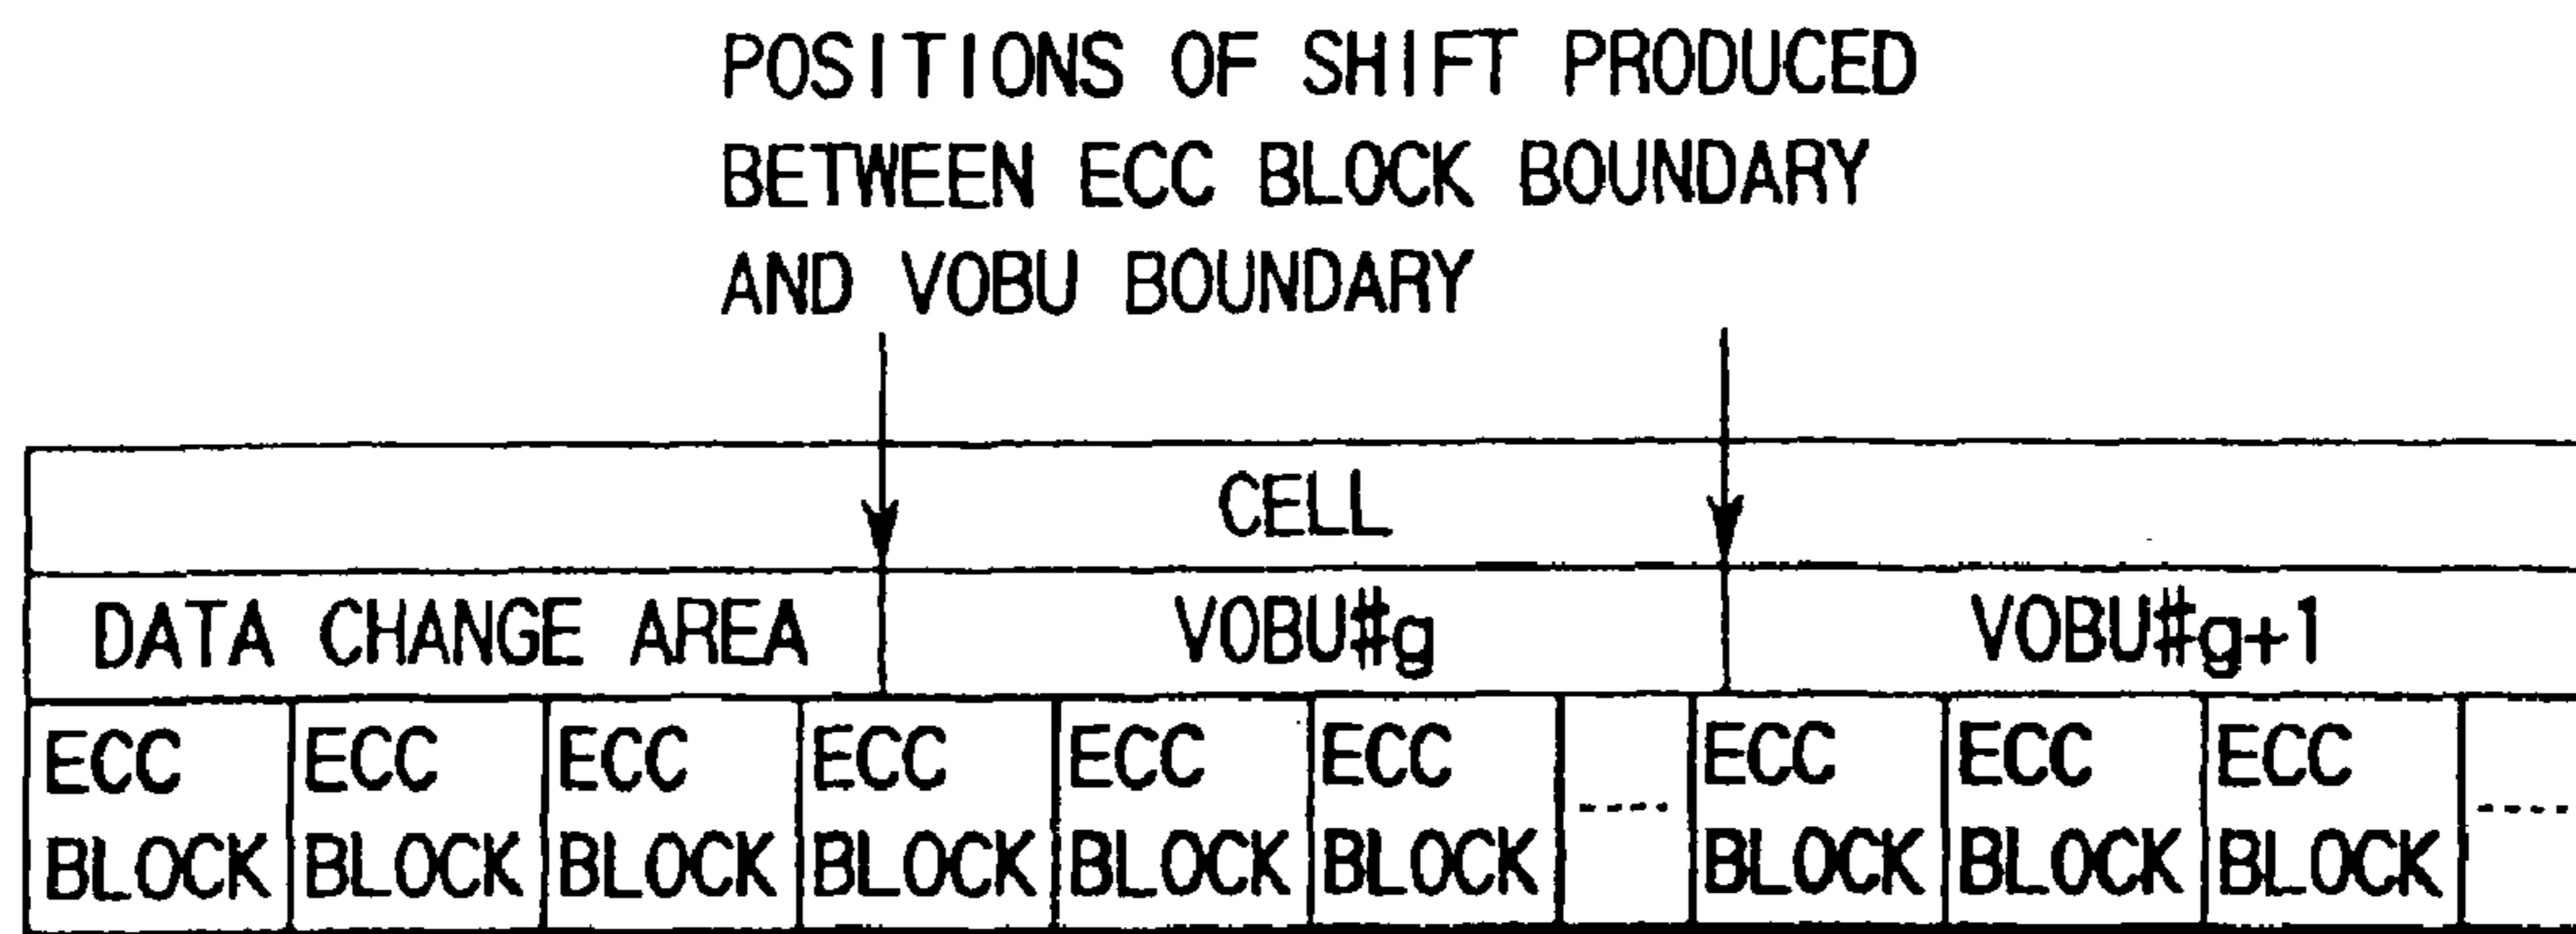 POSITIONS OF SHIFT PRODUCED
BETWEEN ECC BLOCK BOUNDARY
AND VOBU BOUNDARY
CELL
DATA CHANGE AREA VOBU#g VOBU#g+1
ECC ECC ECC ECC ECC ECC ---- ECC ECC ECC ----
BLOCK BLOCK BLOCK BLOCK BLOCK BLOCK BLOCK BLOCK BLOCK